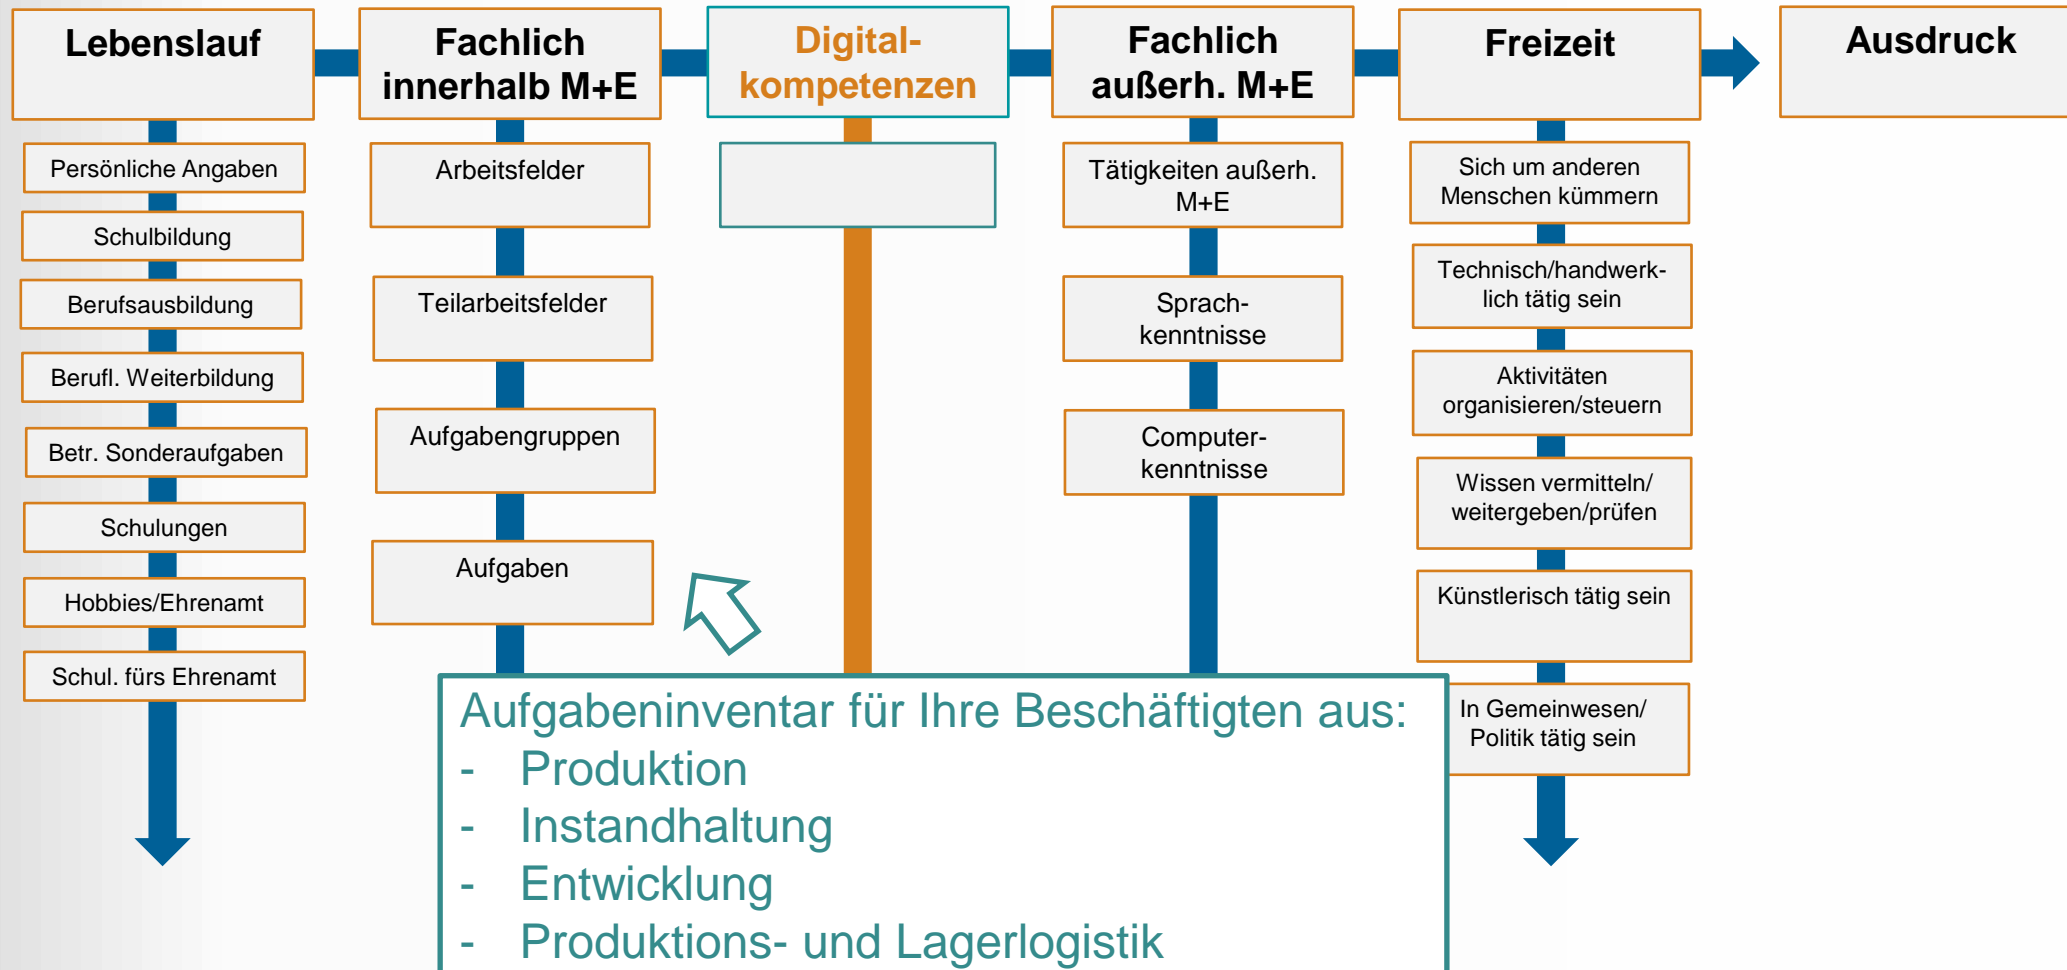 Lebenslauf
Persönliche Angaben
Schulbildung
Berufsausbildung
Berufl. Weiterbildung
Betr. Sonderaufgaben
Schulungen
Hobbies/Ehrenamt
Schul. fürs Ehrenamt
Fachlich
innerhalb M+E
Arbeitsfelder
Teilarbeitsfelder
Aufgabengruppen
Aufgaben
Digital-
kompetenzen
Fachlich
außerh. M+E
Tätigkeiten außerh.
M+E
Sprach-
kenntnisse
Computer-
kenntnisse
Freizeit
Sich um anderen
Menschen kümmern
Technisch/handwerk-
lich tätig sein
Aktivitäten
organisieren/steuern
Wissen vermitteln/
weitergeben/prüfen
Künstlerisch tätig sein
In Gemeinwesen/
Politik tätig sein
Ausdruck
Aufgabeninventar für Ihre Beschäftigten aus:
- Produktion
- Instandhaltung
- Entwicklung
- Produktions- und Lagerlogistik